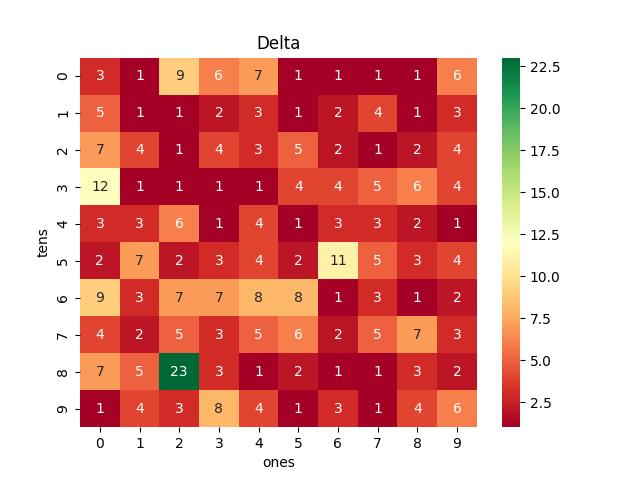 Delta
0 3 1 9 6 7 1 1 1 1 6
1 5 1 1 2 3 1 2 4 1 3
2 7 4 1 4 3 5 2 1 2 4
3 12 1 1 1 1 4 4 5 6 4
4 3 3 6 1 4 1 3 3 2 1
5 2 7 2 3 4 2 11 5 3 4
6 9 3 7 7 8 8 1 3 1 2
7 4 2 5 3 5 6 2 5 7 3
8 7 5 23 3 1 2 1 1 3 2
9 1 4 3 8 4 1 3 1 4 6
0 1 2 3 4 5 6 7 8 9
ones
tens
22.5
20.0
17.5
15.0
12.5
10.0
7.5
5.0
2.5